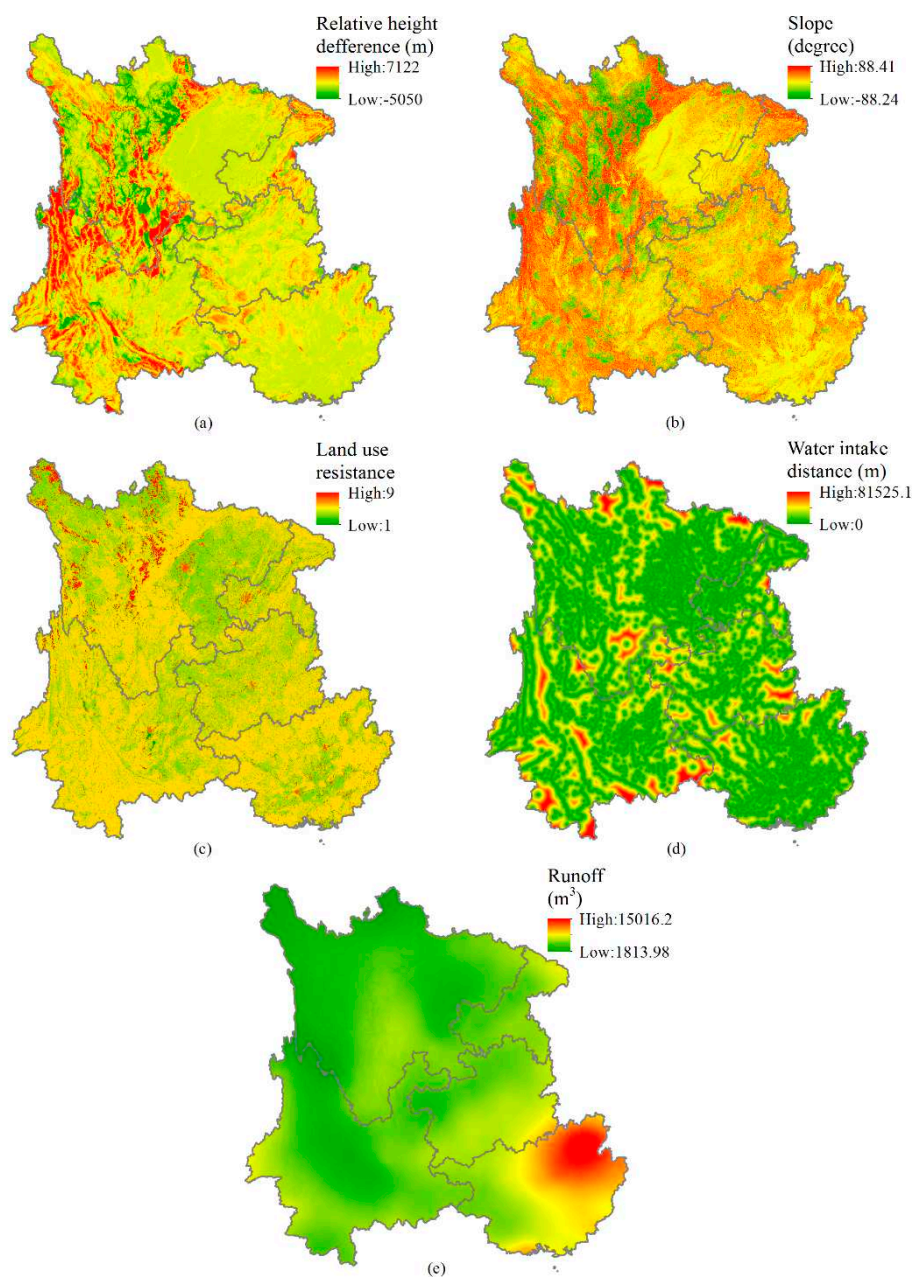 Relative height
defference (m)
High:7122
Low:-5050
Slope
(degree)
High:88.41
Low:-88.24
(a)
(b)
Land use
resistance
High:9
Low:1
Water intake
distance (m)
High:81525.1
Low:0
(c)
(d)
Runoff
(m³)
High:15016.2
Low:1813.98
(e)